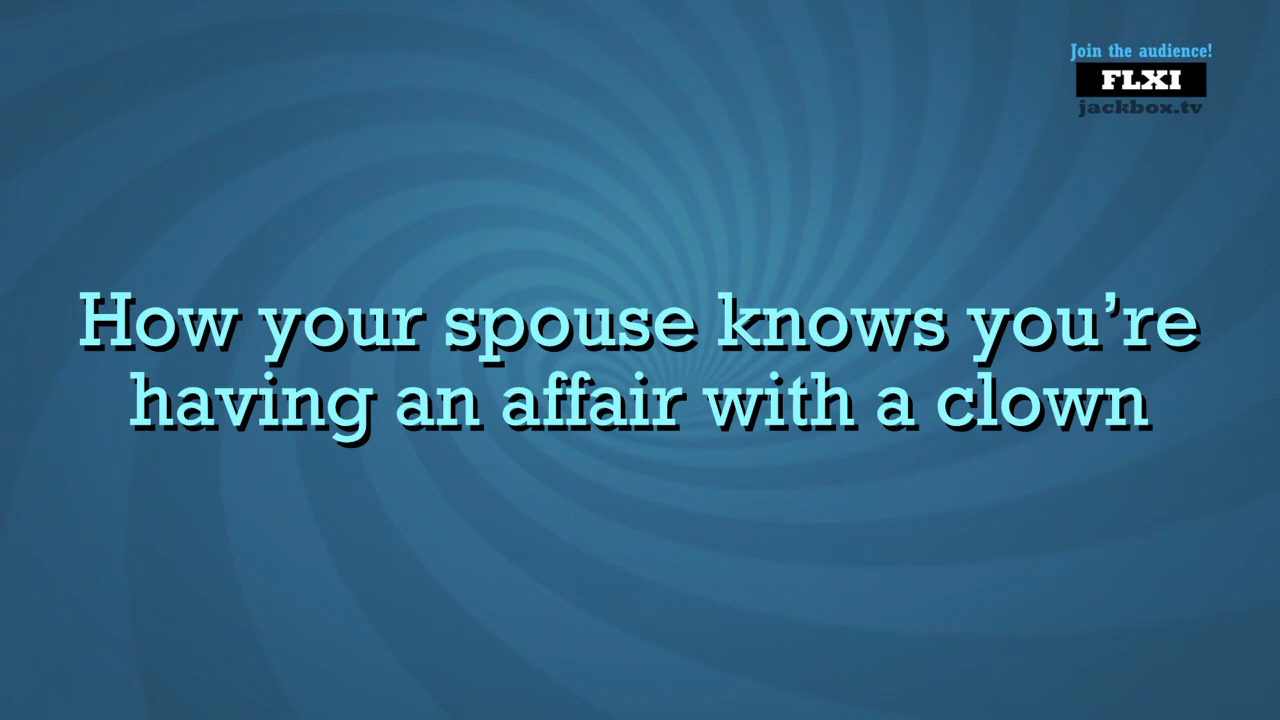 Join the audience!
FLXI
jackbox.tv
How your spouse knows you’re
having an affair with a clown